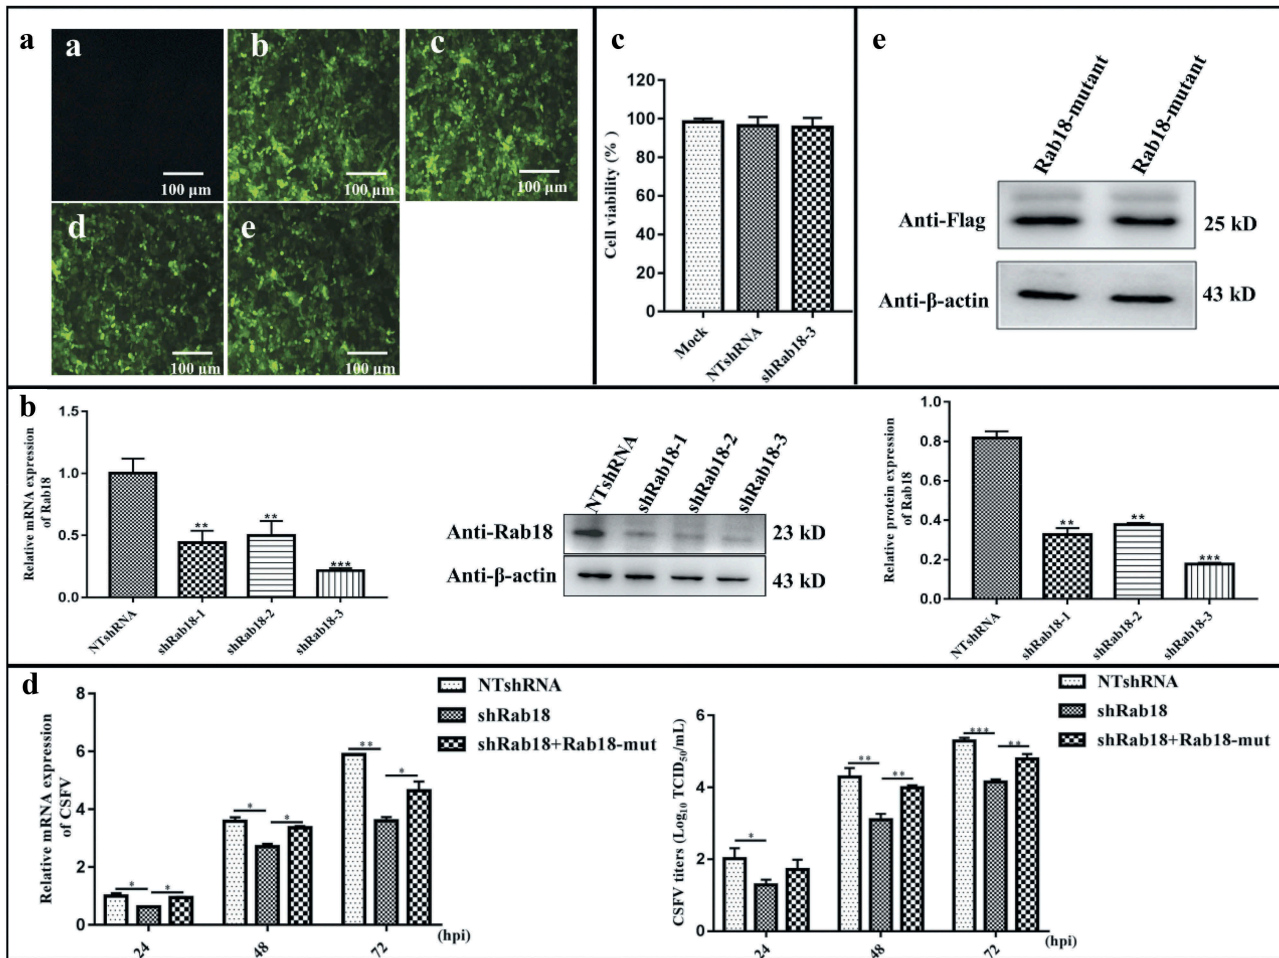 a
a
b
c
100 µm
100 µm
100 µm
d
e
100 µm
100 µm
c
Cell viability (%)
120
100
80
60
40
20
0
Mock
NTshRNA
shRab18-3
e
Rab18-mutant
Rab18-mutant
Anti-Flag
25 kD
Anti-β-actin
43 kD
b
Relative mRNA expression
of Rab18
1.5
1.0
0.5
0.0
**
**
***
NTshRNA
shRab18-1
shRab18-2
shRab18-3
NTshRNA
shRab18-1
shRab18-2
shRab18-3
Anti-Rab18
23 kD
Anti-β-actin
43 kD
Relative protein expression
of Rab18
1.0
0.8
0.6
0.4
0.2
0.0
**
**
***
NTshRNA
shRab18-1
shRab18-2
shRab18-3
d
Relative mRNA expression
of CSFV
8
6
4
2
0
*
*
*
*
**
*
24
48
72
(hpi)
NTshRNA
shRab18
shRab18+Rab18-mut
CSFV titers (Log10 TCID50/mL)
6
4
2
0
*
**
**
***
**
24
48
72
(hpi)
NTshRNA
shRab18
shRab18+Rab18-mut